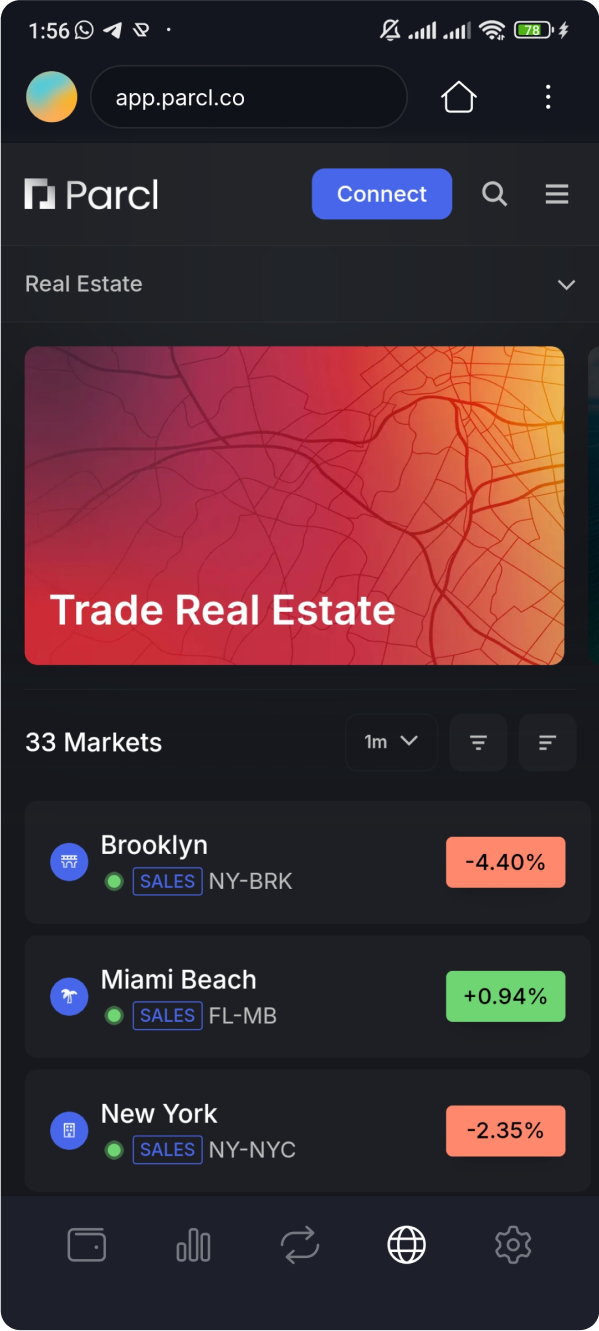 1:56
78
app.parcl.co
Parcl
Connect
Real Estate
Trade Real Estate
33 Markets
1m
Brooklyn
SALES NY-BRK
-4.40%
Miami Beach
SALES FL-MB
+0.94%
New York
SALES NY-NYC
-2.35%